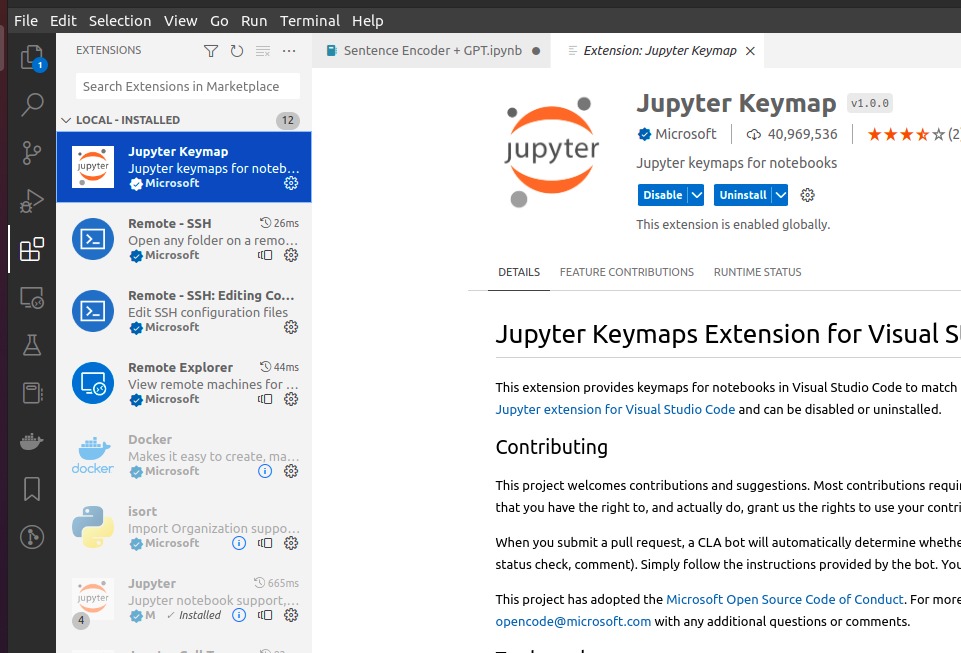 File Edit Selection View Go Run Terminal Help
EXTENSIONS
Sentence Encoder + GPT.ipynb
Extension: Jupyter Keymap
1
Search Extensions in Marketplace
LOCAL - INSTALLED 12
Jupyter Keymap
Jupyter keymaps for noteb...
Microsoft
Remote - SSH 26ms
Open any folder on a remo...
Microsoft
Remote - SSH: Editing Co...
Edit SSH configuration files
Microsoft
Remote Explorer 44ms
View remote machines for ...
Microsoft
Docker
Makes it easy to create, ma...
Microsoft
docker
isort
Import Organization suppo...
Microsoft
Jupyter 665ms
Jupyter notebook support,...
M ✓ Installed
jupyter
4
jupyter
jupyter
Jupyter Keymap v1.0.0
Microsoft 40,969,536 (2
Jupyter keymaps for notebooks
Disable Uninstall
This extension is enabled globally.
DETAILS FEATURE CONTRIBUTIONS RUNTIME STATUS
Jupyter Keymaps Extension for Visual
This extension provides keymaps for notebooks in Visual Studio Code to match
Jupyter extension for Visual Studio Code and can be disabled or uninstalled.
Contributing
This project welcomes contributions and suggestions. Most contributions
that you have the right to, and actually do, grant us the rights to use your
When you submit a pull request, a CLA bot will automatically determine
status check, comment). Simply follow the instructions provided by the bot.
This project has adopted the Microsoft Open Source Code of Conduct. For more
opencode@microsoft.com with any additional questions or comments.